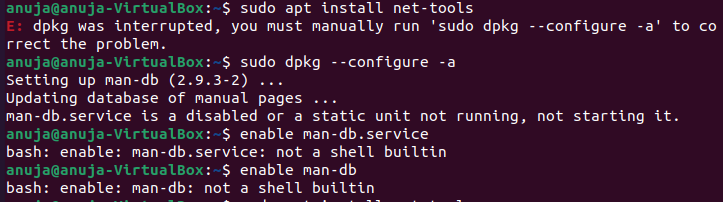 anuja@anuja-VirtualBox:~$ sudo apt install net-tools
E: dpkg was interrupted, you must manually run 'sudo dpkg --configure -a' to co
rrect the problem.
anuja@anuja-VirtualBox:~$ sudo dpkg --configure -a
Setting up man-db (2.9.3-2) ...
Updating database of manual pages ...
man-db.service is a disabled or a static unit not running, not starting it.
anuja@anuja-VirtualBox:~$ enable man-db.service
bash: enable: man-db.service: not a shell builtin
anuja@anuja-VirtualBox:~$ enable man-db
bash: enable: man-db: not a shell builtin